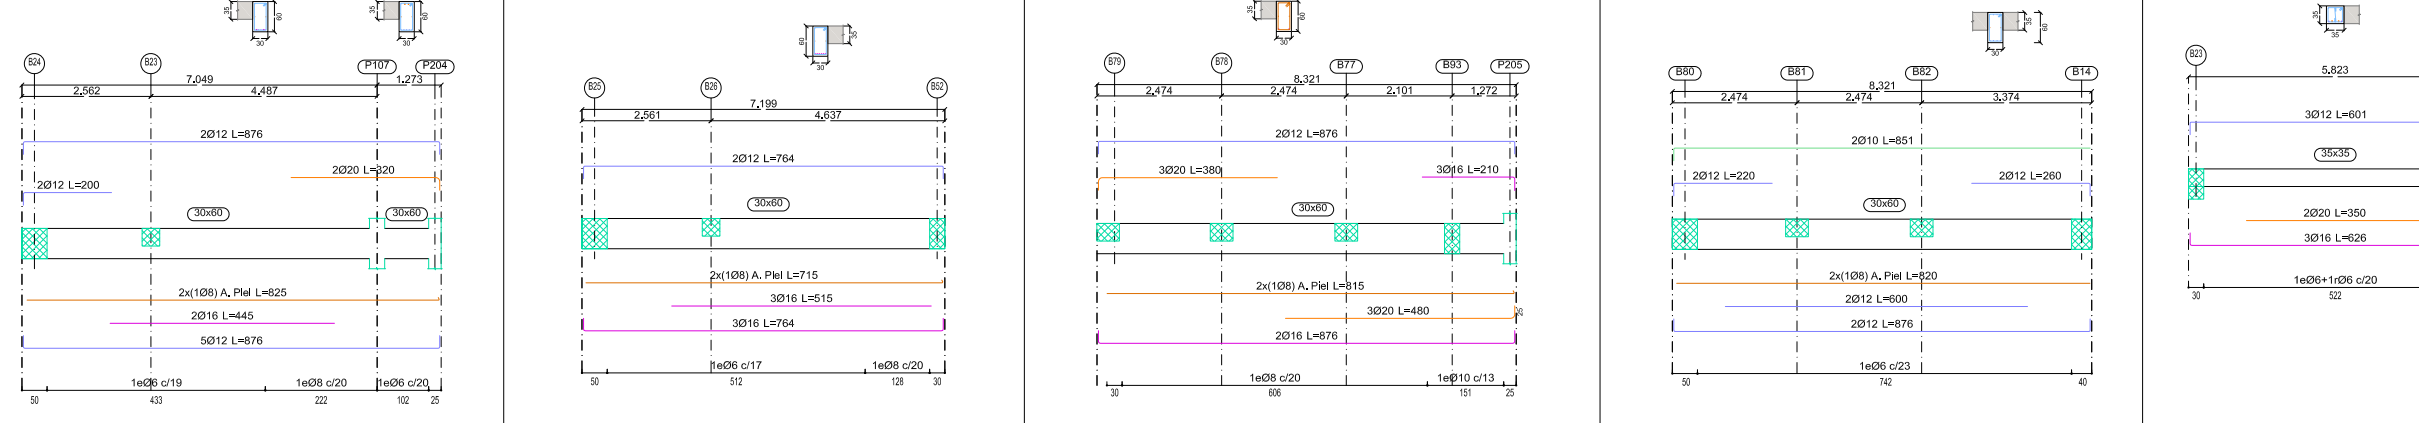 35 60 30
35 60 30
B24 B23 P107 P204
7.049 1.273
2.562 4.487
2Ø12 L=876
2Ø20 L=320
2Ø12 L=200
30x60 30x60
2x(1Ø8) A. Piel L=825
2Ø16 L=445
5Ø12 L=876
1eØ6 c/19 1eØ8 c/20 1eØ6 c/20
50 433 222 102 25
60 35 30
B25 B26 B52
7.199
2.561 4.637
2Ø12 L=764
30x60
2x(1Ø8) A. Piel L=715
3Ø16 L=515
3Ø16 L=764
1eØ6 c/17 1eØ8 c/20
50 512 128 30
35 60 30
B79 B78 B77 B93 P205
8.321
2.474 2.474 2.101 1.272
2Ø12 L=876
3Ø20 L=380 3Ø16 L=210
30x60
2x(1Ø8) A. Piel L=815
3Ø20 L=480 25
2Ø16 L=876
1eØ8 c/20 1eØ10 c/13
30 606 151 25
35 60 30
B80 B81 B82 B14
8.321
2.474 2.474 3.374
2Ø10 L=851
2Ø12 L=220 2Ø12 L=260
30x60
2x(1Ø8) A. Piel L=820
2Ø12 L=600
2Ø12 L=876
1eØ6 c/23
50 742 40
35 35
B23
5.823
3Ø12 L=601
35x35
2Ø20 L=350
3Ø16 L=626
1eØ6+1rØ6 c/20
30 522